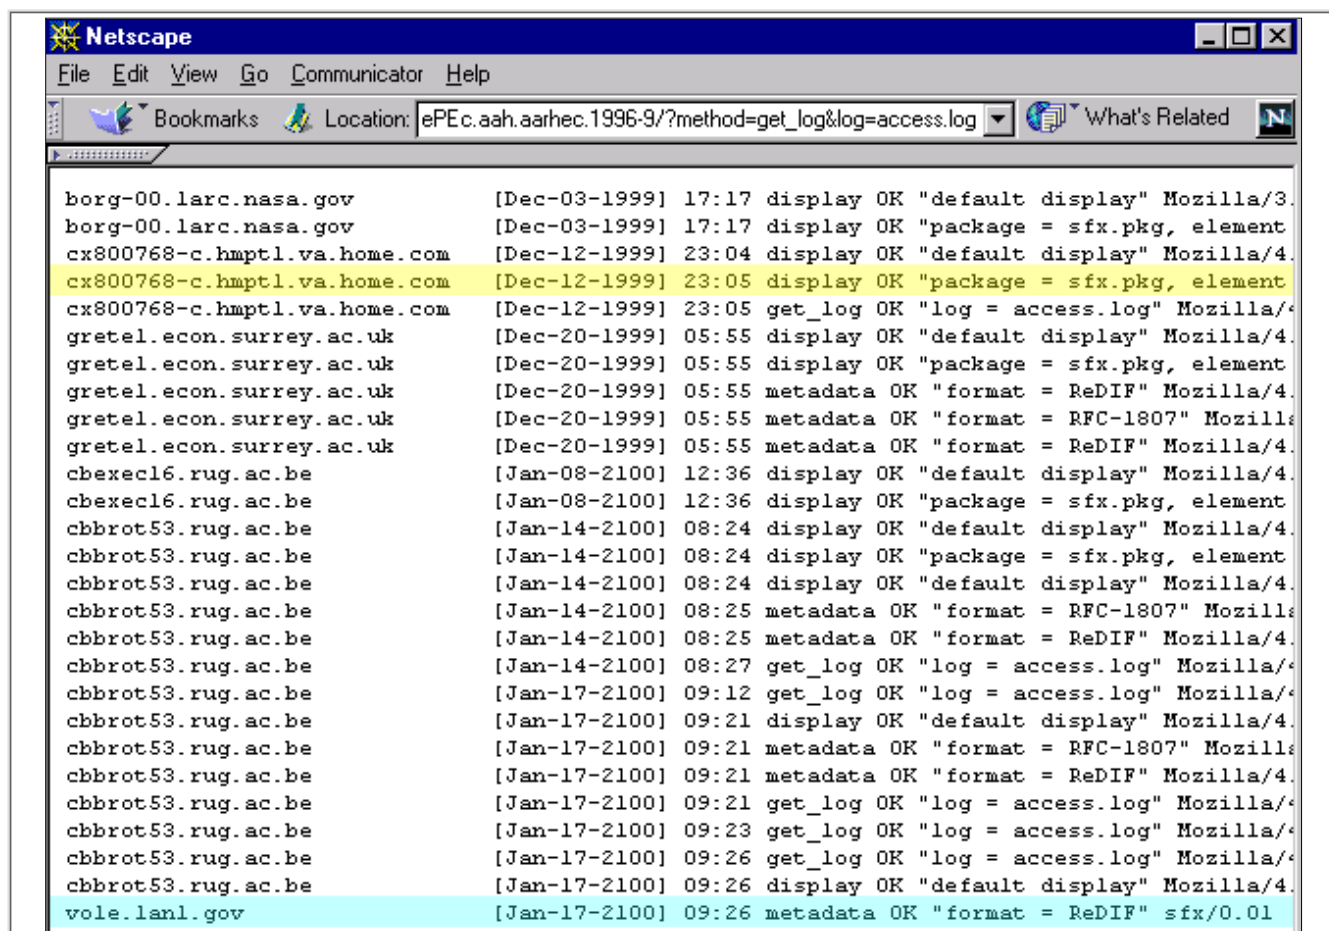 Netscape
File Edit View Go Communicator Help
Bookmarks Location: ePEc.aah.aarhec.1996-9/?method=get_log&log=access.log What's Related N
borg-00.larc.nasa.gov [Dec-03-1999] 17:17 display OK "default display" Mozilla/3.
borg-00.larc.nasa.gov [Dec-03-1999] 17:17 display OK "package = sfx.pkg, element
cx800768-c.hmptl.va.home.com [Dec-12-1999] 23:04 display OK "default display" Mozilla/4.
cx800768-c.hmptl.va.home.com [Dec-12-1999] 23:05 display OK "package = sfx.pkg, element
cx800768-c.hmptl.va.home.com [Dec-12-1999] 23:05 get_log OK "log = access.log" Mozilla/
gretel.econ.surrey.ac.uk [Dec-20-1999] 05:55 display OK "default display" Mozilla/4.
gretel.econ.surrey.ac.uk [Dec-20-1999] 05:55 display OK "package = sfx.pkg, element
gretel.econ.surrey.ac.uk [Dec-20-1999] 05:55 metadata OK "format = ReDIF" Mozilla/4.
gretel.econ.surrey.ac.uk [Dec-20-1999] 05:55 metadata OK "format = RFC-1807" Mozilla
gretel.econ.surrey.ac.uk [Dec-20-1999] 05:55 metadata OK "format = ReDIF" Mozilla/4.
cbexecl6.rug.ac.be [Jan-08-2100] 12:36 display OK "default display" Mozilla/4.
cbexecl6.rug.ac.be [Jan-08-2100] 12:36 display OK "package = sfx.pkg, element
cbbrot53.rug.ac.be [Jan-14-2100] 08:24 display OK "default display" Mozilla/4.
cbbrot53.rug.ac.be [Jan-14-2100] 08:24 display OK "package = sfx.pkg, element
cbbrot53.rug.ac.be [Jan-14-2100] 08:24 display OK "default display" Mozilla/4.
cbbrot53.rug.ac.be [Jan-14-2100] 08:25 metadata OK "format = RFC-1807" Mozilla
cbbrot53.rug.ac.be [Jan-14-2100] 08:25 metadata OK "format = ReDIF" Mozilla/4.
cbbrot53.rug.ac.be [Jan-14-2100] 08:27 get_log OK "log = access.log" Mozilla/
cbbrot53.rug.ac.be [Jan-17-2100] 09:12 get_log OK "log = access.log" Mozilla/
cbbrot53.rug.ac.be [Jan-17-2100] 09:21 display OK "default display" Mozilla/4.
cbbrot53.rug.ac.be [Jan-17-2100] 09:21 metadata OK "format = RFC-1807" Mozilla
cbbrot53.rug.ac.be [Jan-17-2100] 09:21 metadata OK "format = ReDIF" Mozilla/4.
cbbrot53.rug.ac.be [Jan-17-2100] 09:21 get_log OK "log = access.log" Mozilla/
cbbrot53.rug.ac.be [Jan-17-2100] 09:23 get_log OK "log = access.log" Mozilla/
cbbrot53.rug.ac.be [Jan-17-2100] 09:26 get_log OK "log = access.log" Mozilla/
cbbrot53.rug.ac.be [Jan-17-2100] 09:26 display OK "default display" Mozilla/4.
vole.lanl.gov [Jan-17-2100] 09:26 metadata OK "format = ReDIF" sfx/0.01